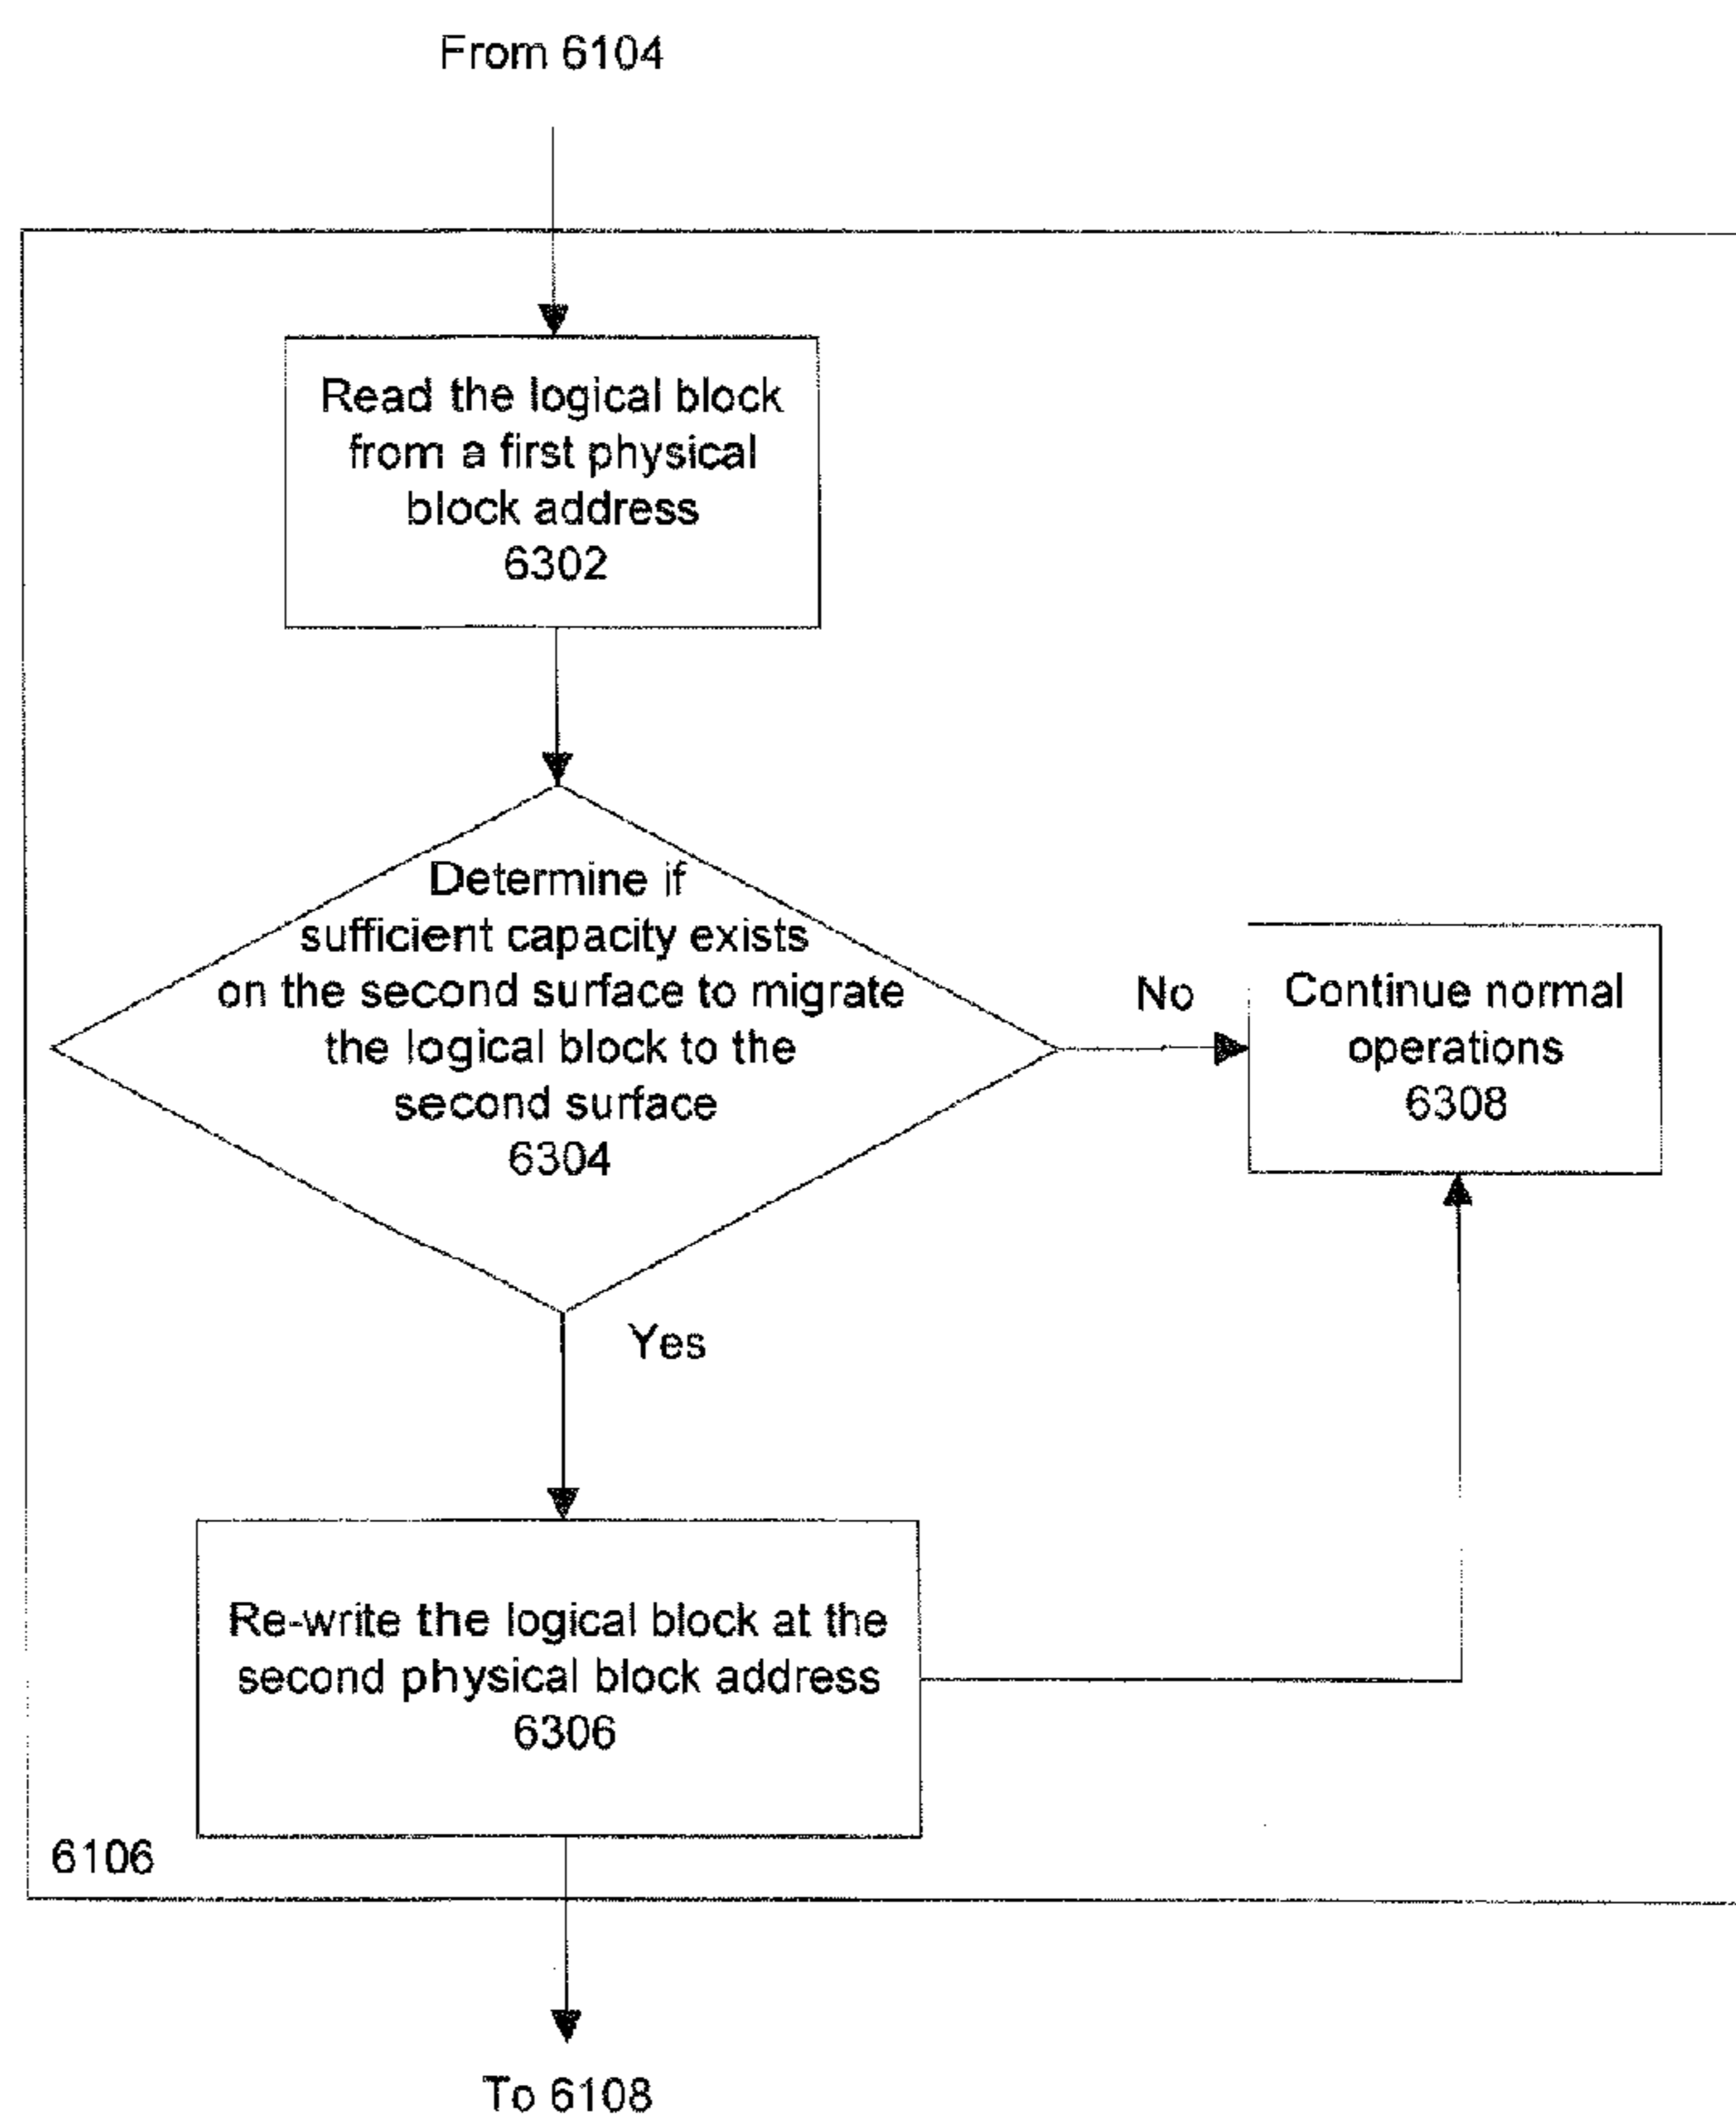 From 6104
Read the logical block
from a first physical
block address
6302
Determine if
sufficient capacity exists
on the second surface to migrate
the logical block to the
second surface
6304
No
Continue normal
operations
6308
Yes
Re-write the logical block at the
second physical block address
6306
6106
To 6108